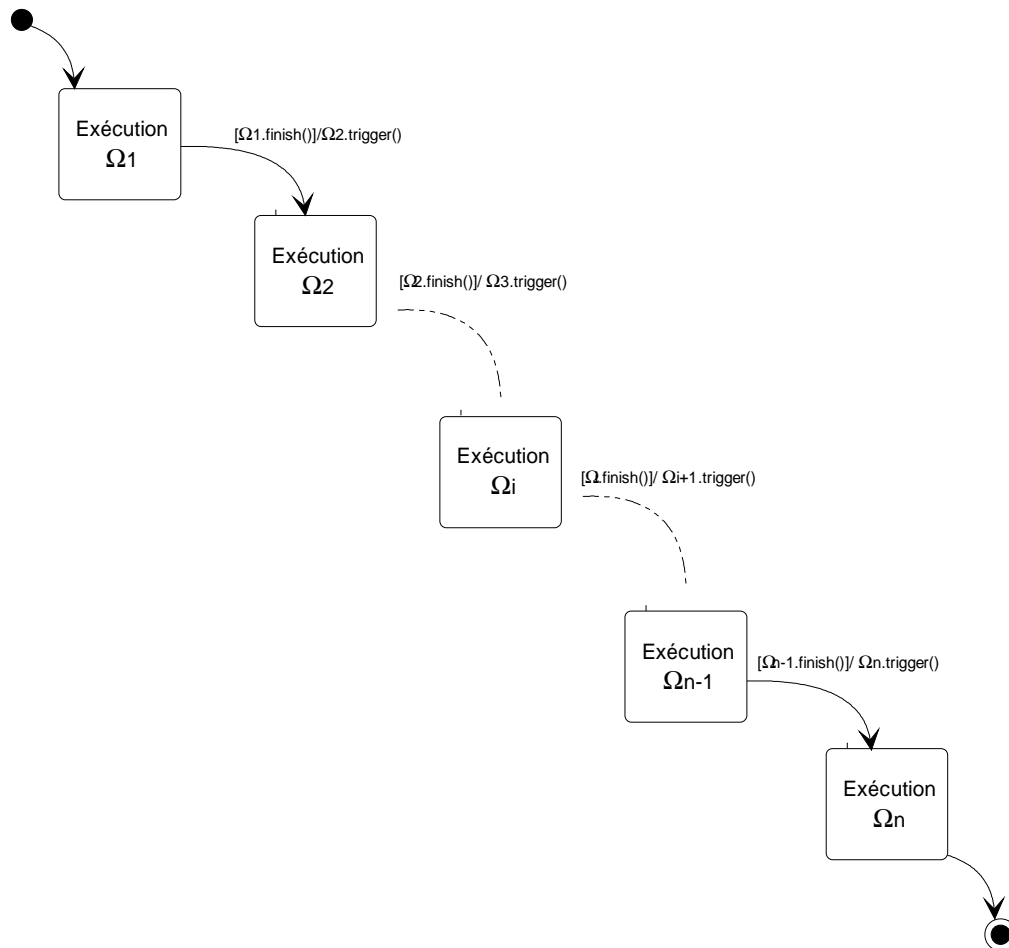 Exécution
Ω1
[Ω1.finish()]/Ω2.trigger()
Exécution
Ω2
[Ω2.finish()]/ Ω3.trigger()
Exécution
Ωi
[Ω.finish()]/ Ωi+1.trigger()
Exécution
Ωn-1
[Ωn-1.finish()]/ Ωn.trigger()
Exécution
Ωn